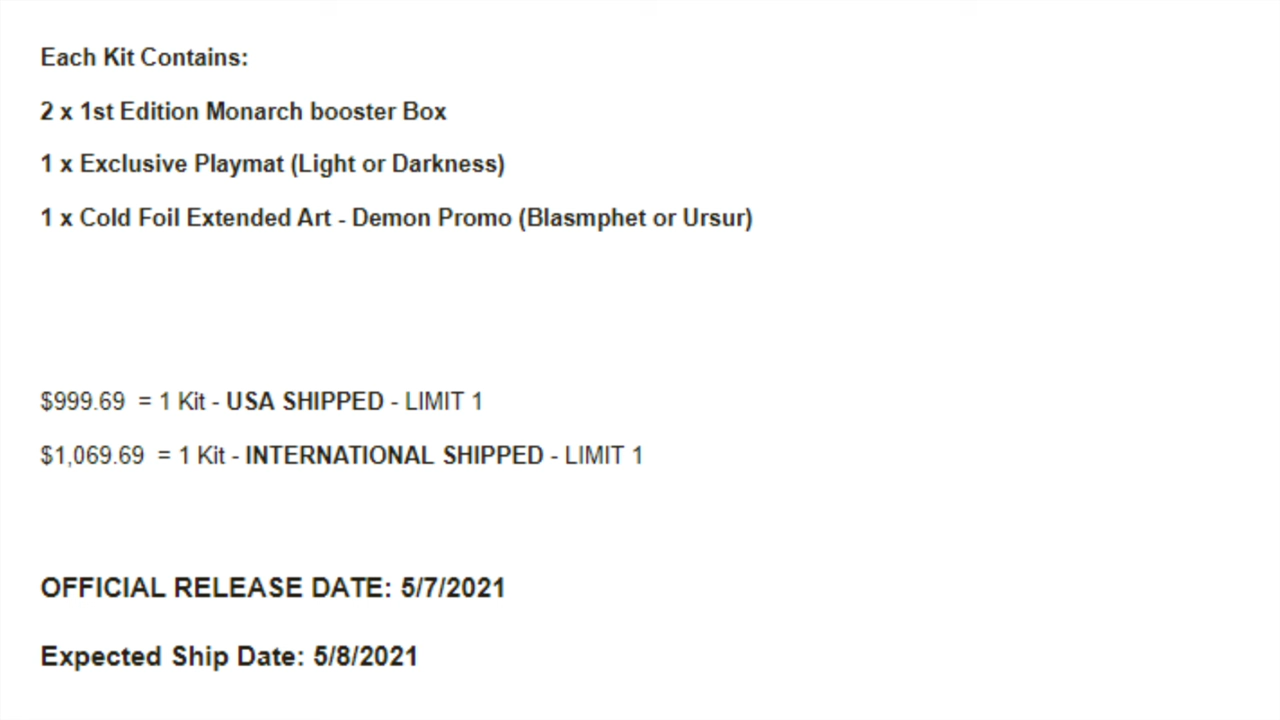 Each Kit Contains:
2 x 1st Edition Monarch booster Box
1 x Exclusive Playmat (Light or Darkness)
1 x Cold Foil Extended Art - Demon Promo (Blasmphet or Ursur)
$999.69 = 1 Kit - USA SHIPPED - LIMIT 1
$1,069.69 = 1 Kit - INTERNATIONAL SHIPPED - LIMIT 1
OFFICIAL RELEASE DATE: 5/7/2021
Expected Ship Date: 5/8/2021